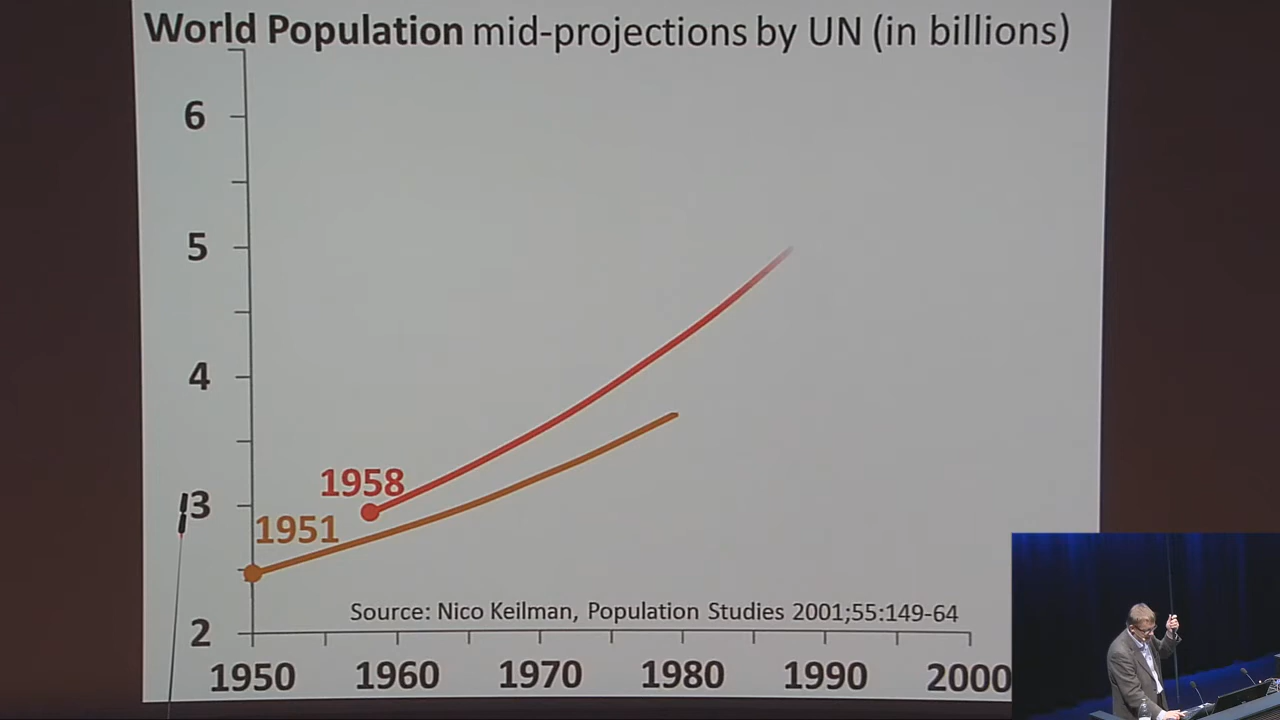 World Population mid-projections by UN (in billions)
6
5
4
3
2
1958
1951
Source: Nico Keilman, Population Studies 2001;55:149-64
1950 1960 1970 1980 1990 2000